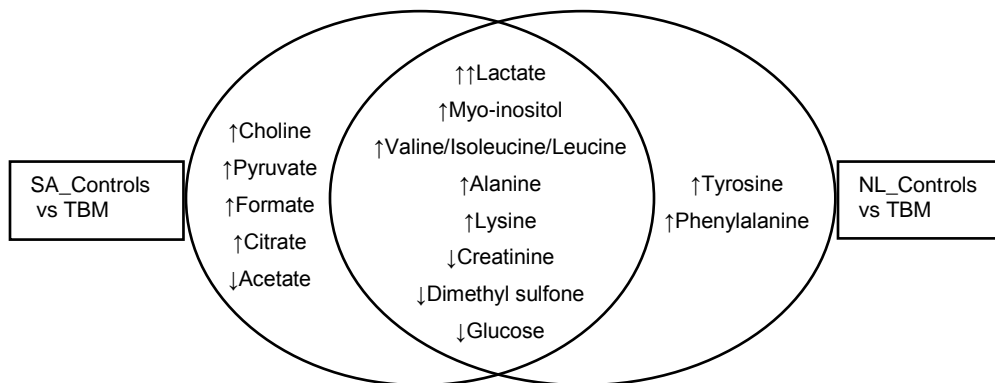 SA_Controls
vs TBM
↑Choline
↑Pyruvate
↑Formate
↑Citrate
↓Acetate
↑↑Lactate
↑Myo-inositol
↑Valine/Isoleucine/Leucine
↑Alanine
↑Lysine
↓Creatinine
↓Dimethyl sulfone
↓Glucose
↑Tyrosine
↑Phenylalanine
NL_Controls
vs TBM